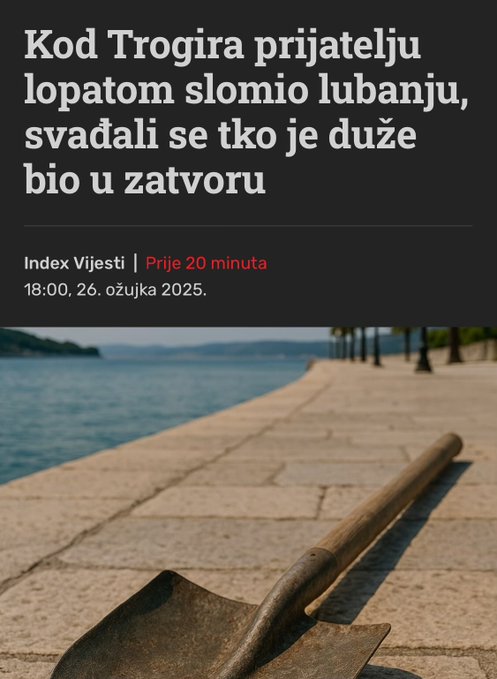 Kod Trogira prijatelju
lopatom slomio lubanju,
svađali se tko je duže
bio u zatvoru
Index Vijesti | Prije 20 minuta
18:00, 26. ožujka 2025.